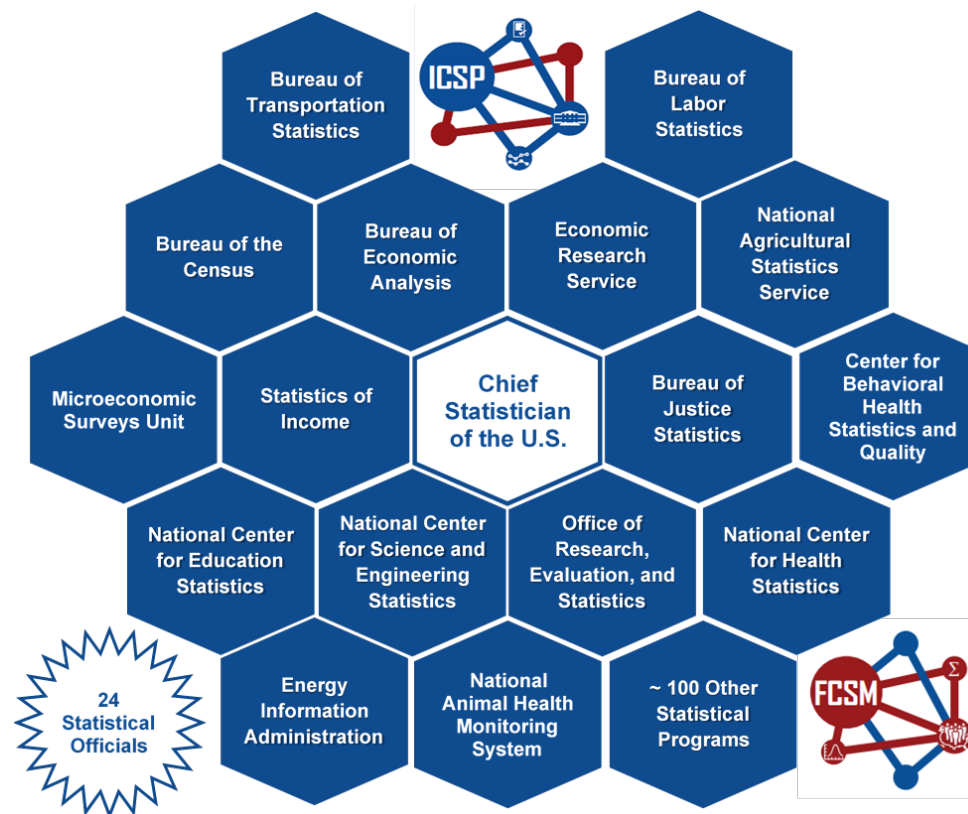 Bureau of
Transportation
Statistics
ICSP
Bureau of
Labor
Statistics
Bureau of the
Census
Bureau of
Economic
Analysis
Economic
Research
Service
National
Agricultural
Statistics
Service
Microeconomic
Surveys Unit
Statistics of
Income
Chief
Statistician
of the U.S.
Bureau of
Justice
Statistics
Center for
Behavioral
Health
Statistics and
Quality
National Center
for Education
Statistics
National Center
for Science and
Engineering
Statistics
Office of
Research,
Evaluation, and
Statistics
National Center
for Health
Statistics
24
Statistical
Officials
Energy
Information
Administration
National
Animal Health
Monitoring
System
~ 100 Other
Statistical
Programs
FCSM
Σ